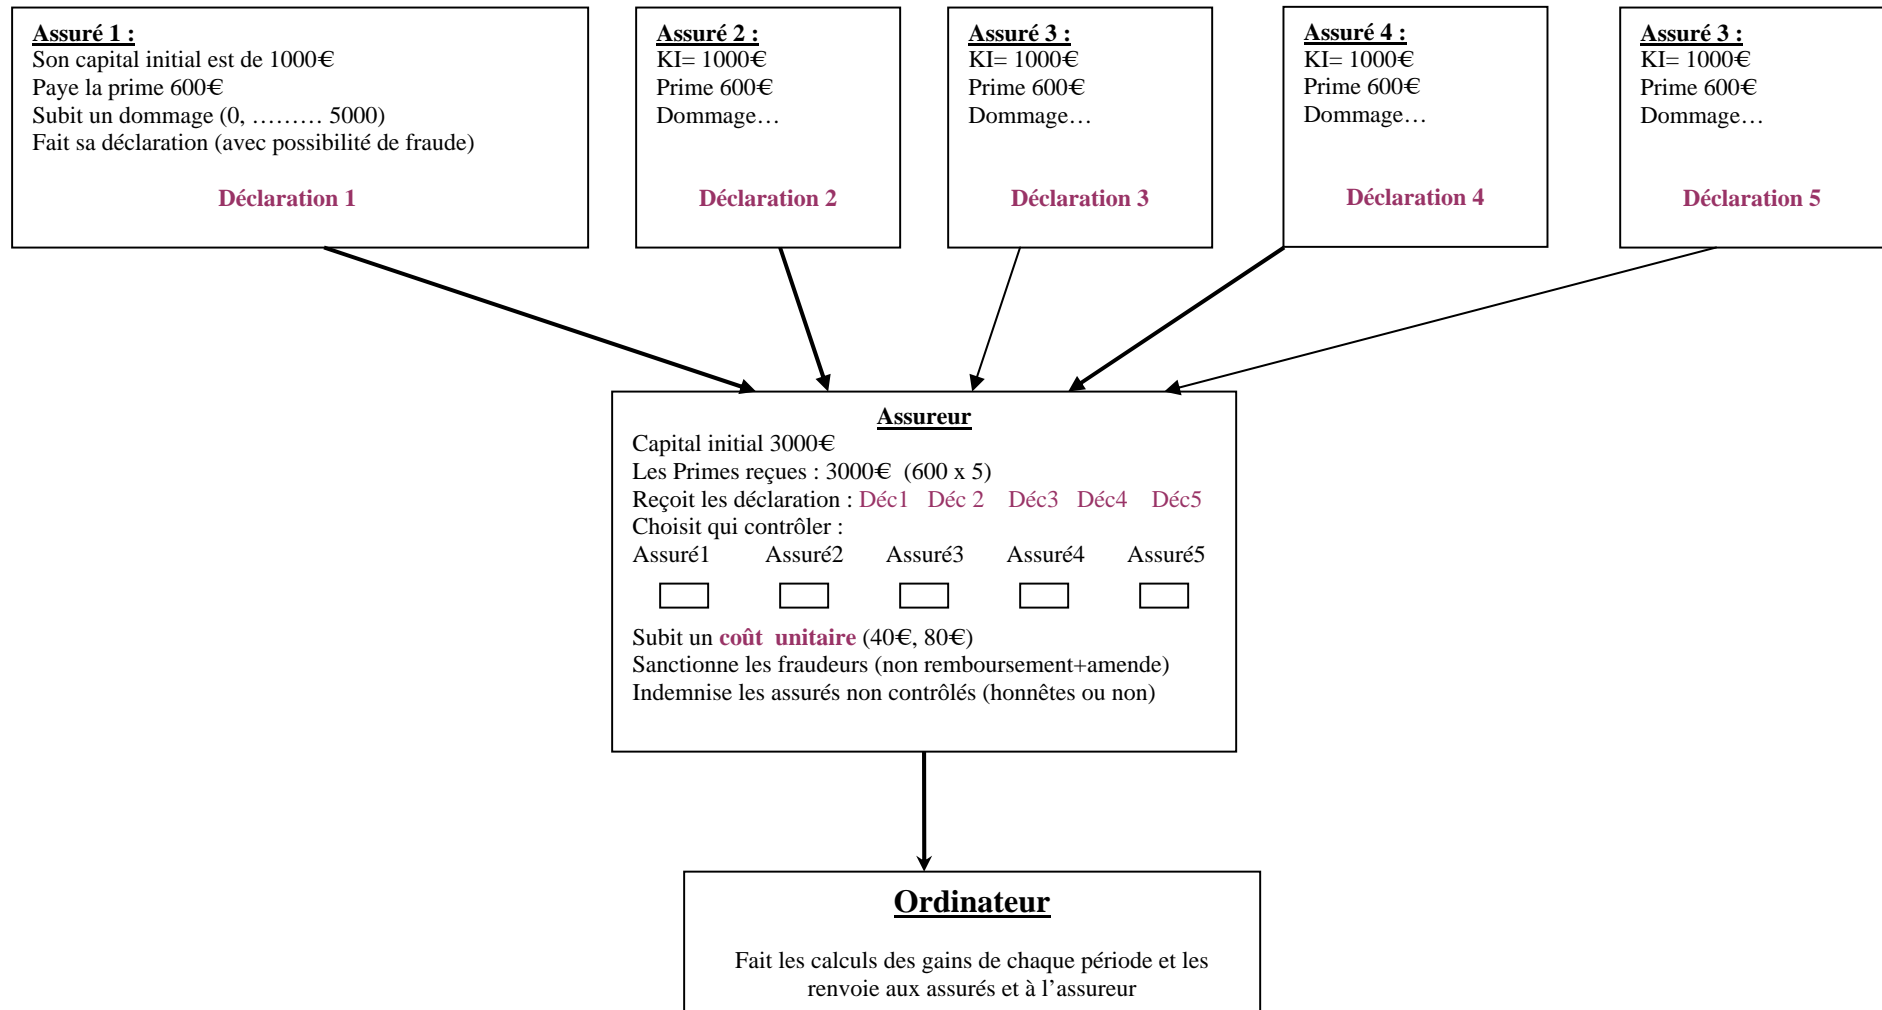 Assuré 1 :
Son capital initial est de 1000€
Paye la prime 600€
Subit un dommage (0, ……… 5000)
Fait sa déclaration (avec possibilité de fraude)
Déclaration 1
Assuré 2 :
KI= 1000€
Prime 600€
Dommage…
Déclaration 2
Assuré 3 :
KI= 1000€
Prime 600€
Dommage…
Déclaration 3
Assuré 4 :
KI= 1000€
Prime 600€
Dommage…
Déclaration 4
Assuré 3 :
KI= 1000€
Prime 600€
Dommage…
Déclaration 5
Assureur
Capital initial 3000€
Les Primes reçues : 3000€ (600 x 5)
Reçoit les déclaration : Déc1 Déc 2 Déc3 Déc4 Déc5
Choisit qui contrôler :
Assuré1 Assuré2 Assuré3 Assuré4 Assuré5
Subit un coût unitaire (40€, 80€)
Sanctionne les fraudeurs (non remboursement+amende)
Indemnise les assurés non contrôlés (honnêtes ou non)
Ordinateur
Fait les calculs des gains de chaque période et les
renvoie aux assurés et à l’assureur